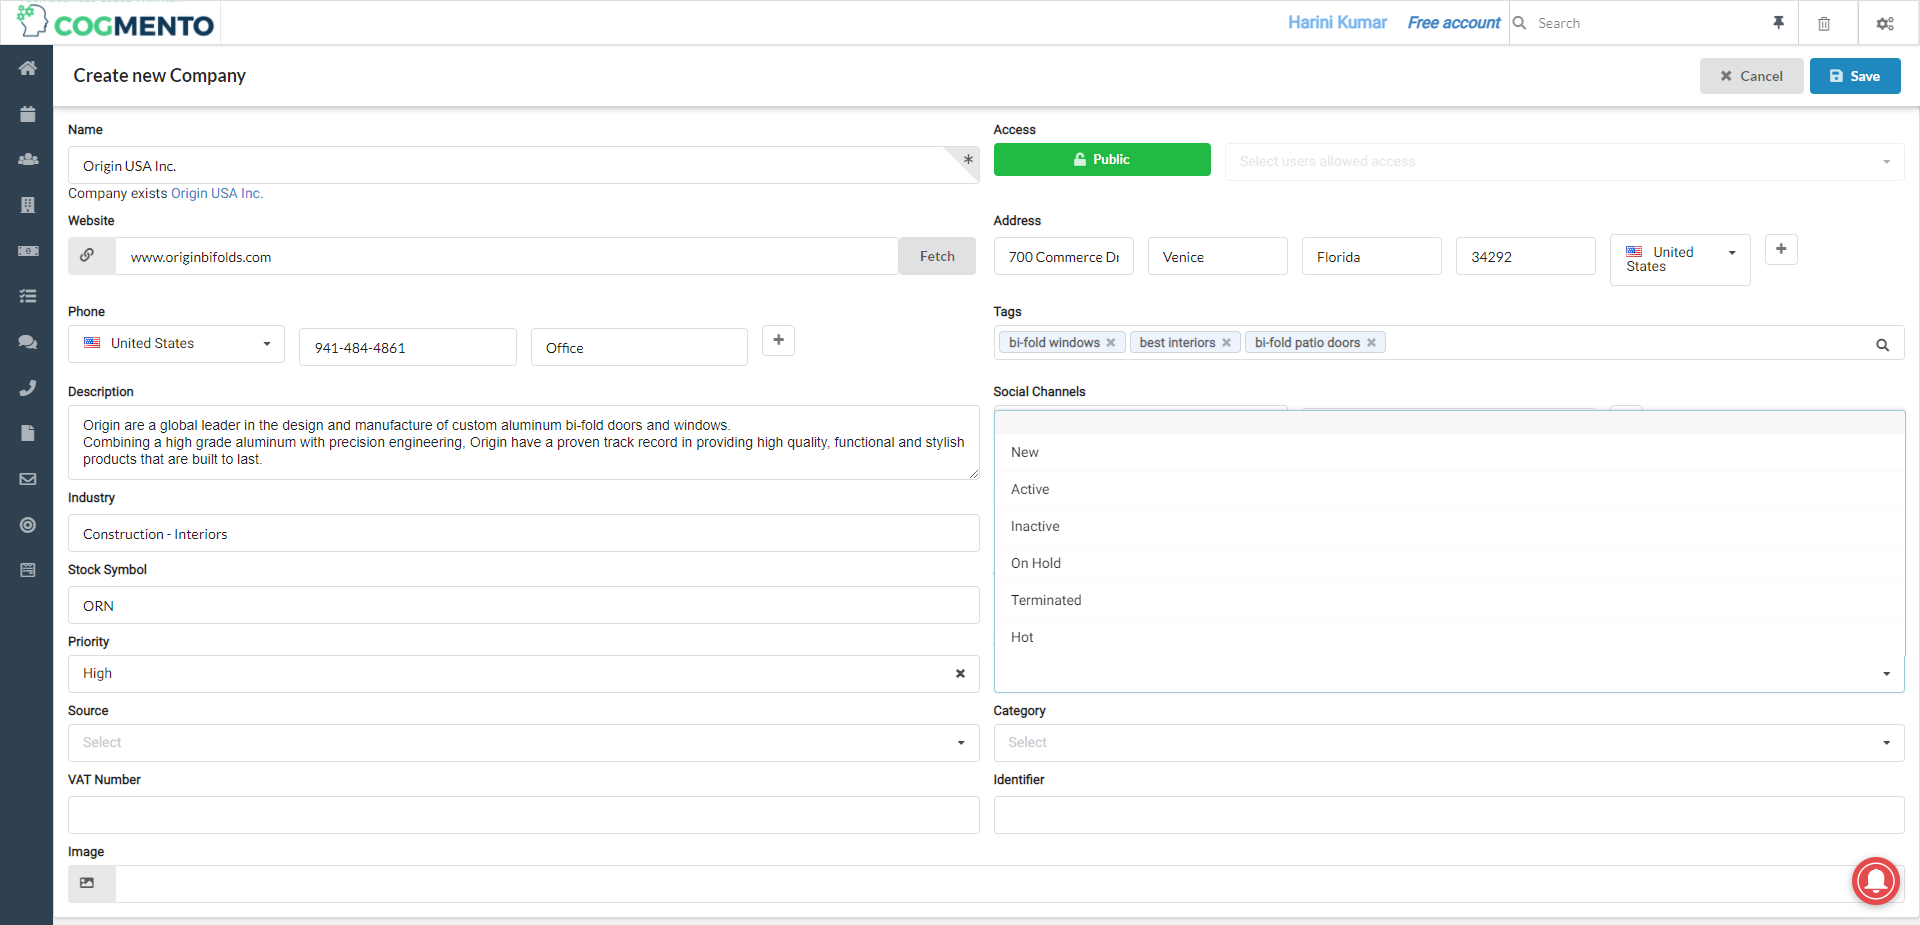 COGMENTO
Harini Kumar
Free account
Search
Create new Company
Cancel
Save
Name
Access
Origin USA Inc.
*
Public
Select users allowed access
Company exists Origin USA Inc.
Website
Address
www.originbifolds.com
Fetch
700 Commerce Dr
Venice
Florida
34292
United
States
Phone
Tags
United States
941-484-4861
Office
bi-fold windows
best interiors
bi-fold patio doors
Description
Social Channels
Origin are a global leader in the design and manufacture of custom aluminum bi-fold doors and windows.
Combining a high grade aluminum with precision engineering, Origin have a proven track record in providing high quality, functional and stylish
products that are built to last.
New
Active
Inactive
On Hold
Terminated
Hot
Industry
Construction - Interiors
Stock Symbol
ORN
Priority
High
Source
Category
Select
Select
VAT Number
Identifier
Image